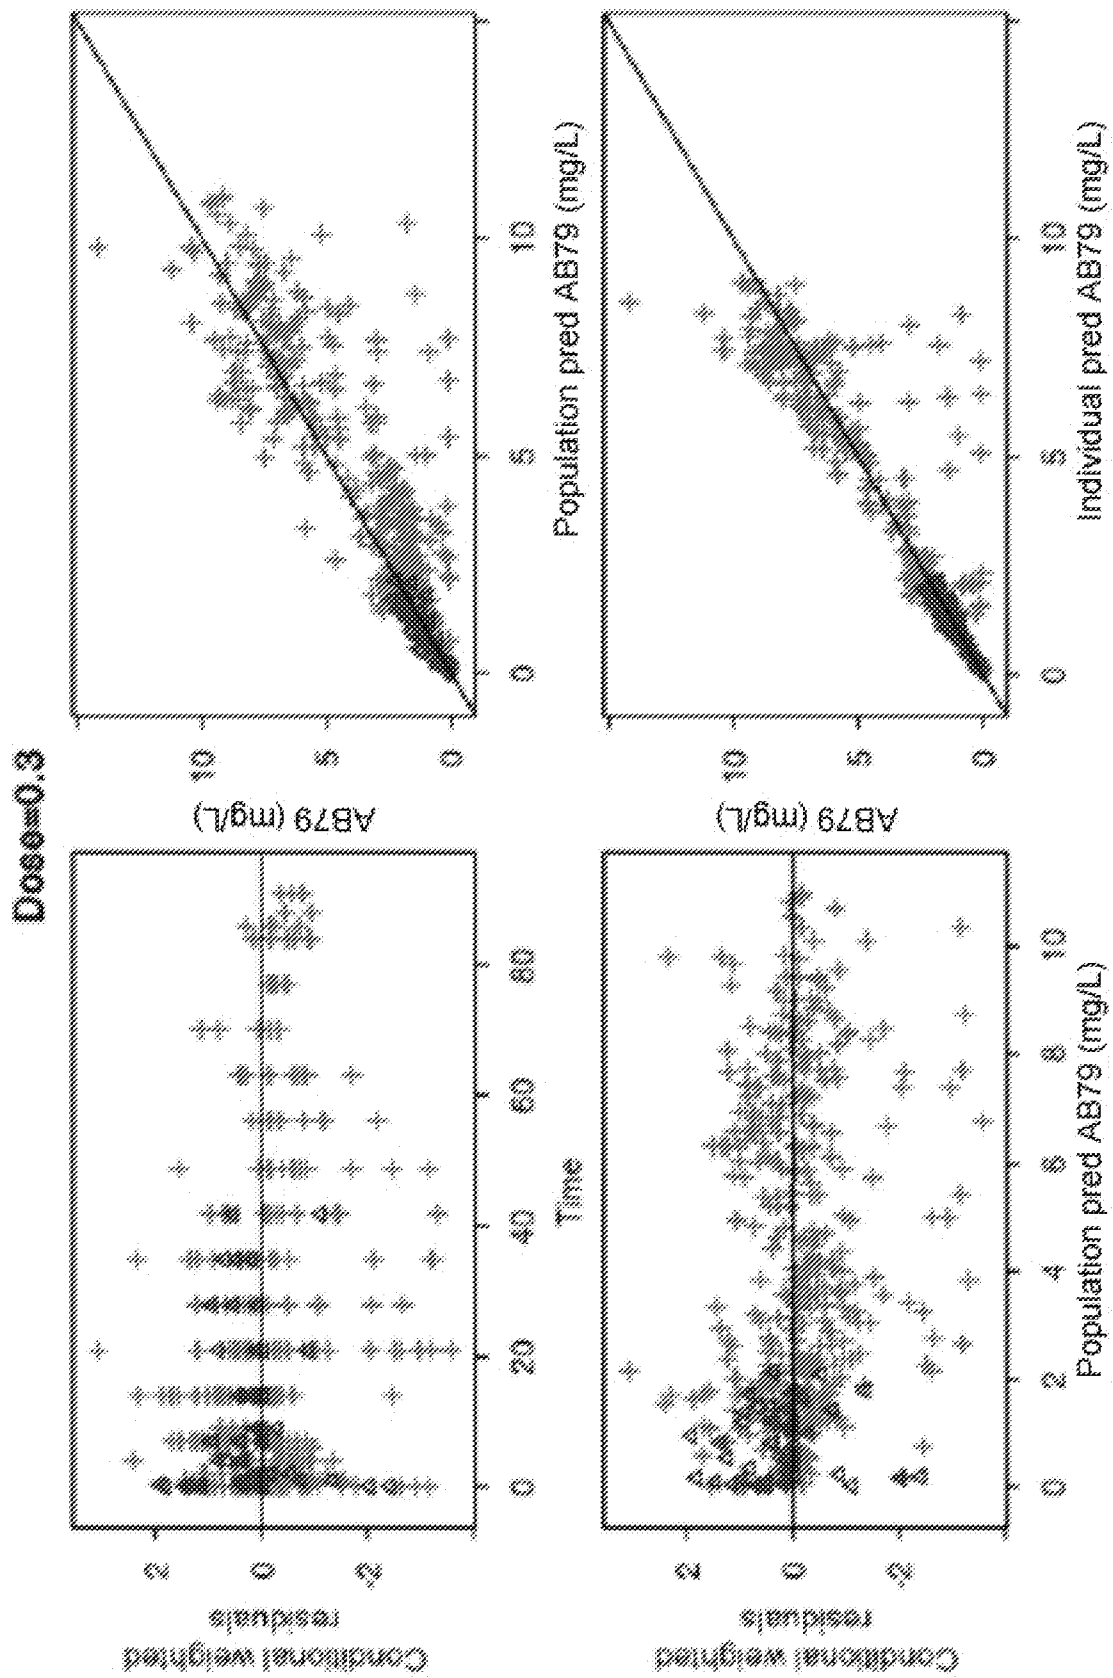 Dose=0.3
Conditional weighted
residuals
2
0
-2
0 20 40 60 80
Time
AB79 (mg/L)
10
5
0
0 5 10
Population pred AB79 (mg/L)
Conditional weighted
residuals
2
0
-2
0 2 4 6 8 10
Population pred AB79 (mg/L)
AB79 (mg/L)
10
5
0
0 5 10
Individual pred AB79 (mg/L)